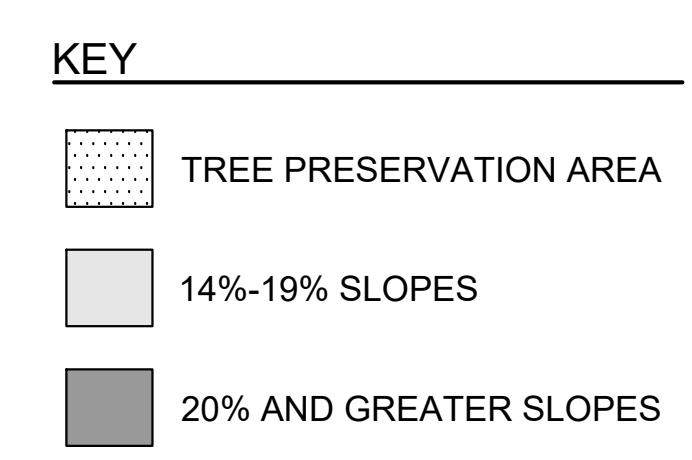 KEY
TREE PRESERVATION AREA
14%-19% SLOPES
20% AND GREATER SLOPES